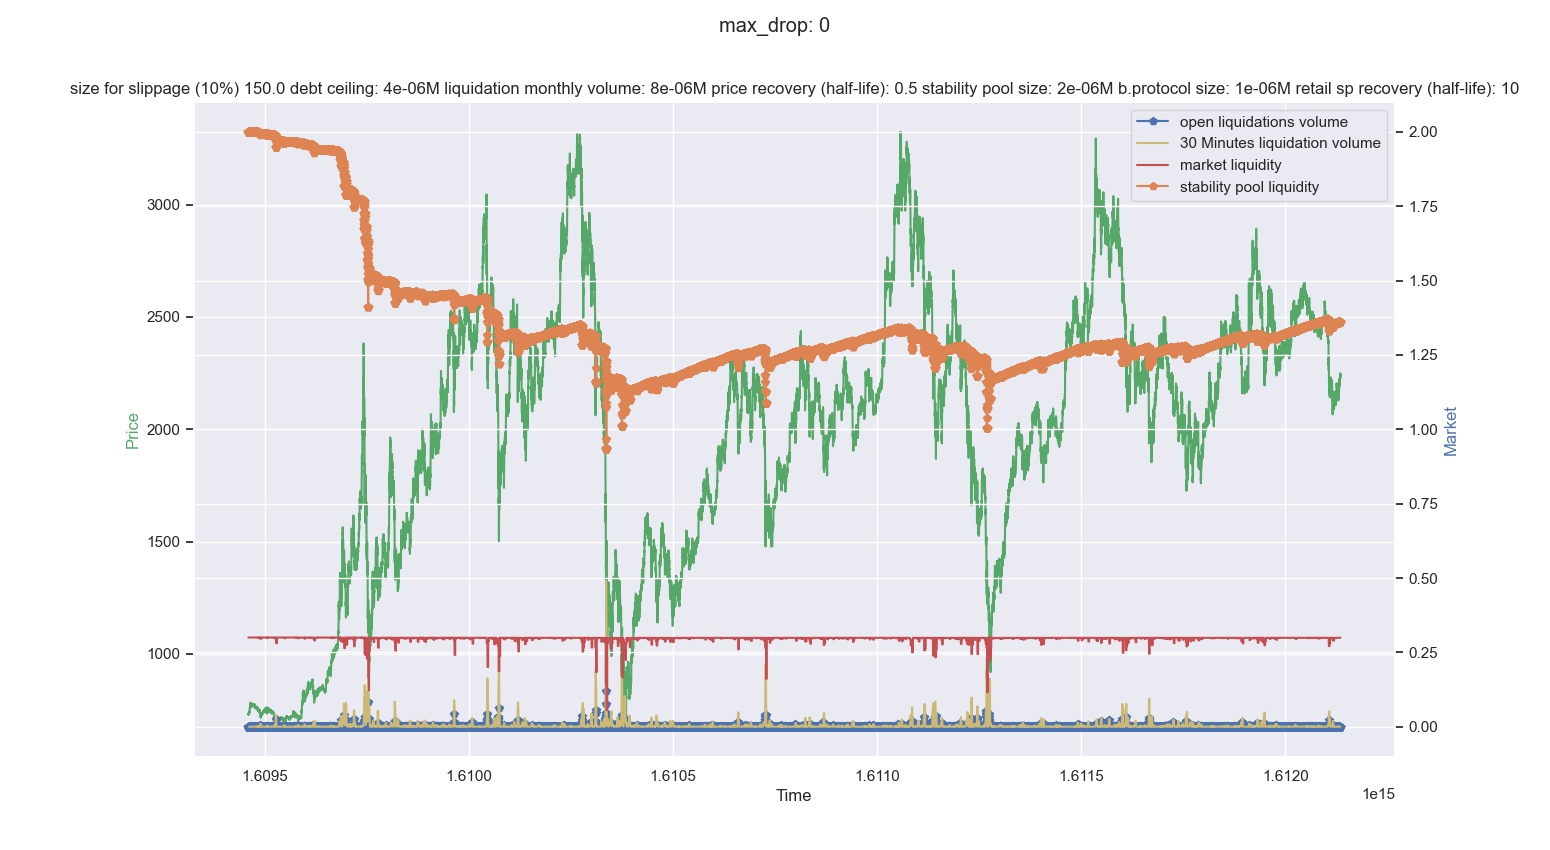 max_drop: 0
size for slippage (10%) 150.0 debt ceiling: 4e-06M liquidation monthly volume: 8e-06M price recovery (half-life): 0.5 stability pool size: 2e-06M b.protocol size: 1e-06M retail sp recovery (half-life): 10
open liquidations volume
30 Minutes liquidation volume
market liquidity
stability pool liquidity
3000
2500
2000
1500
1000
Price
2.00
1.75
1.50
1.25
1.00
0.75
0.50
0.25
0.00
Market
1.6095 1.6100 1.6105 1.6110 1.6115 1.6120
Time
1e15